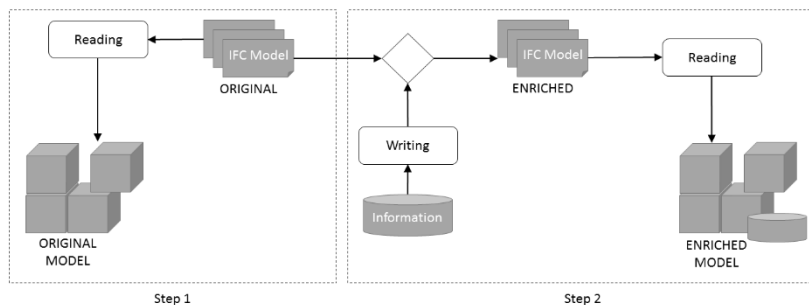 Reading
IFC Model
ORIGINAL
ORIGINAL
MODEL
Step 1
IFC Model
ENRICHED
Reading
Writing
Information
ENRICHED
MODEL
Step 2